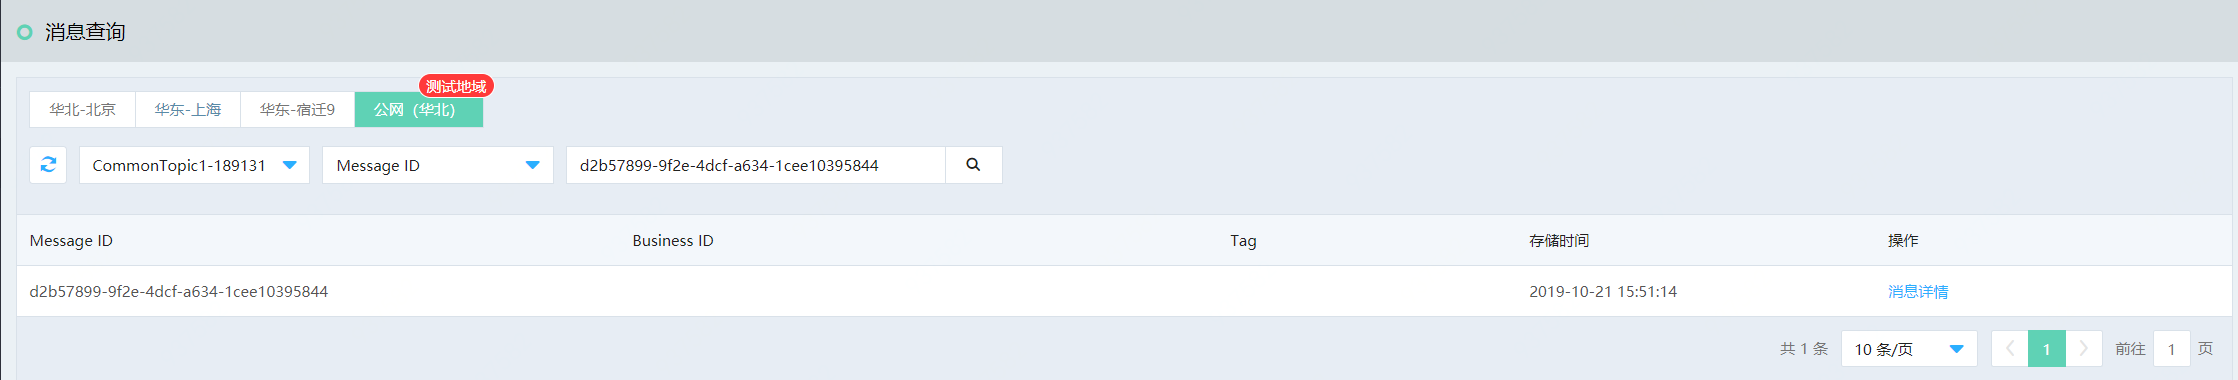 消息查询
测试地域
华北-北京 华东-上海 华东-宿迁9 公网（华北）
CommonTopic1-189131 Message ID d2b57899-9f2e-4dcf-a634-1cee10395844
Message ID Business ID Tag 存储时间 操作
d2b57899-9f2e-4dcf-a634-1cee10395844 2019-10-21 15:51:14 消息详情
共 1 条 10 条/页 1 前往 1 页